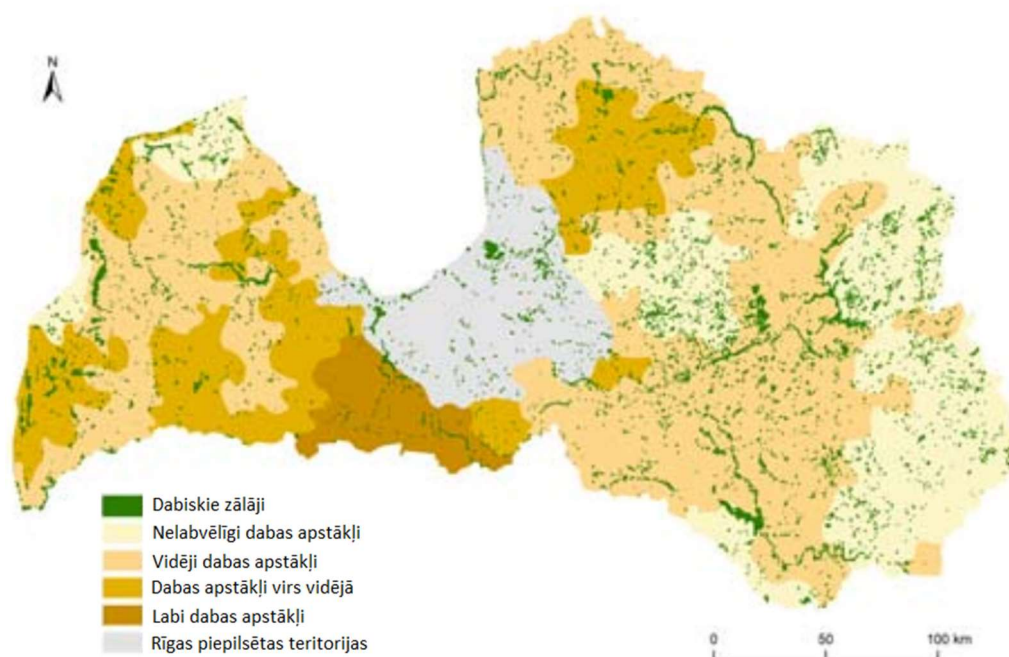 N
Dabiskie zālāji
Nelabvēlīgi dabas apstākļi
Vidēji dabas apstākļi
Dabas apstākļi virs vidējā
Labi dabas apstākļi
Rīgas piepilsētas teritorijas
0 50 100 km